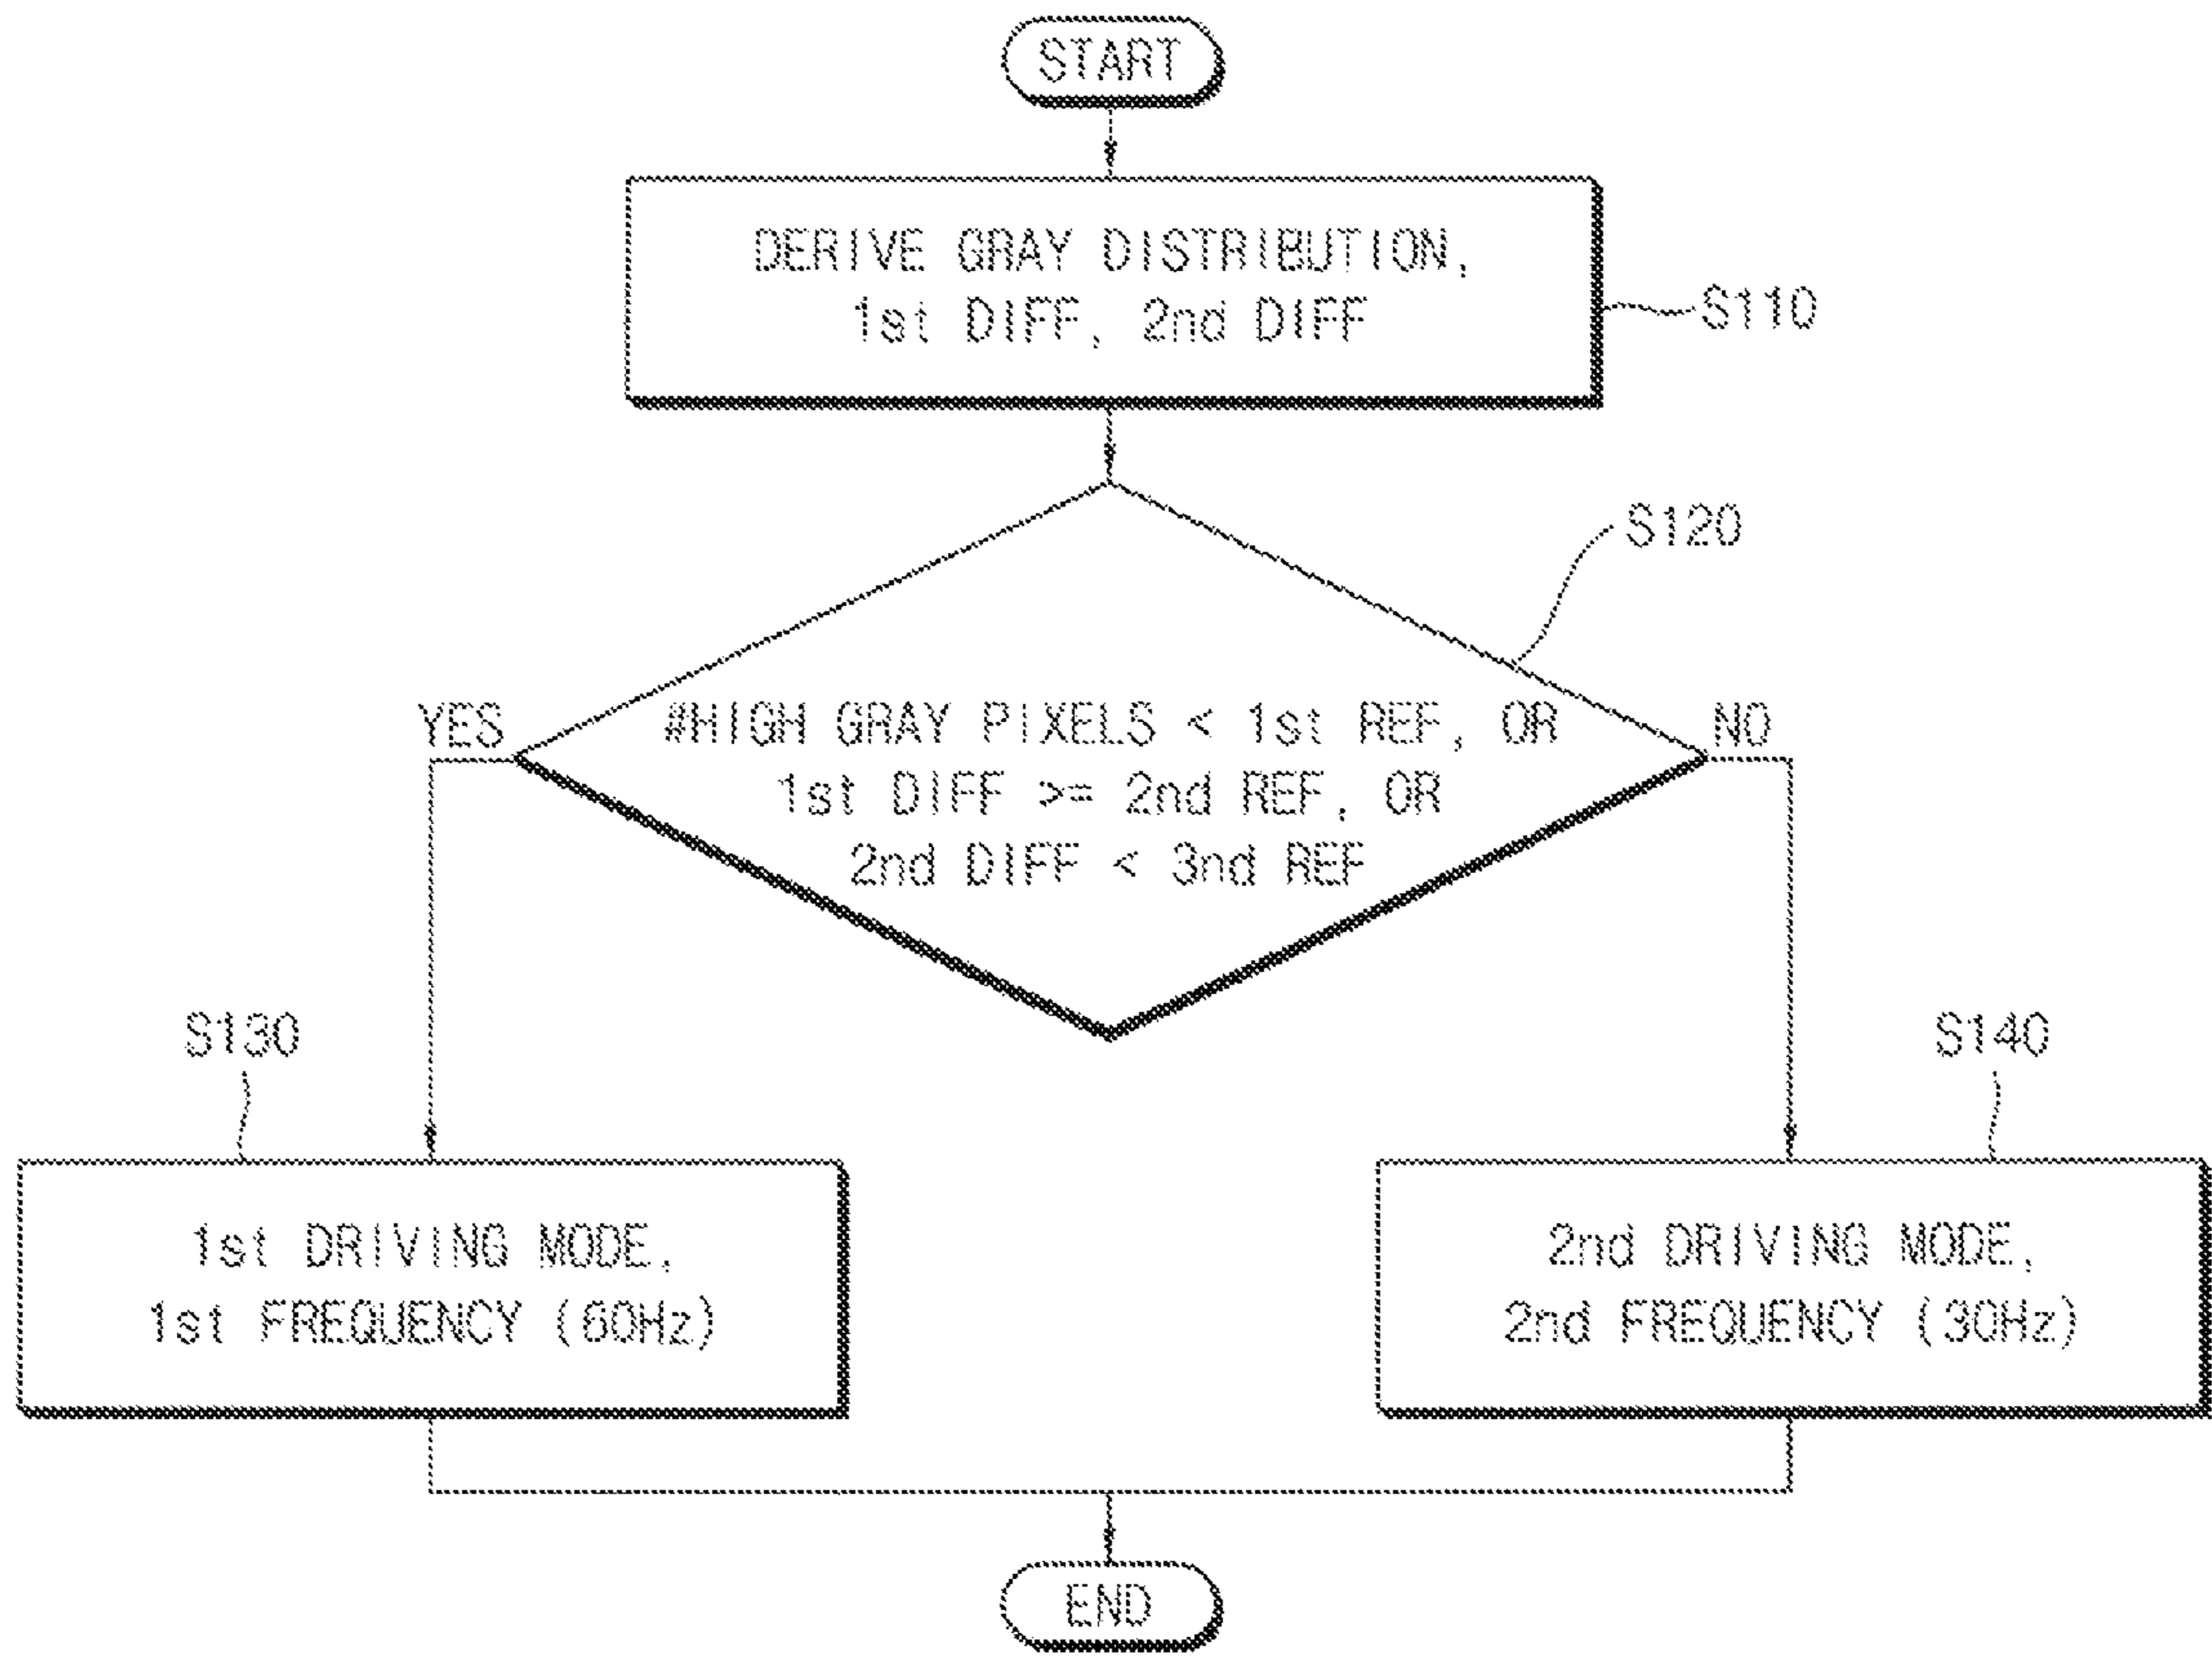 START
DERIVE GRAY DISTRIBUTION,
1st DIFF, 2nd DIFF
S110
S120
YES
#HIGH GRAY PIXELS < 1st REF, OR
1st DIFF >= 2nd REF, OR
2nd DIFF < 3nd REF
NO
S130
S140
1st DRIVING MODE,
1st FREQUENCY (60Hz)
2nd DRIVING MODE,
2nd FREQUENCY (30Hz)
END